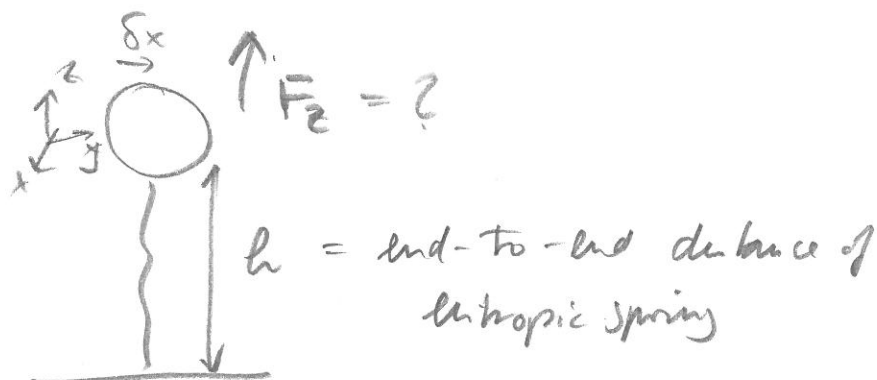 δx
z
y
x
F_z = ?
h = end-to-end distance of
entropic spring